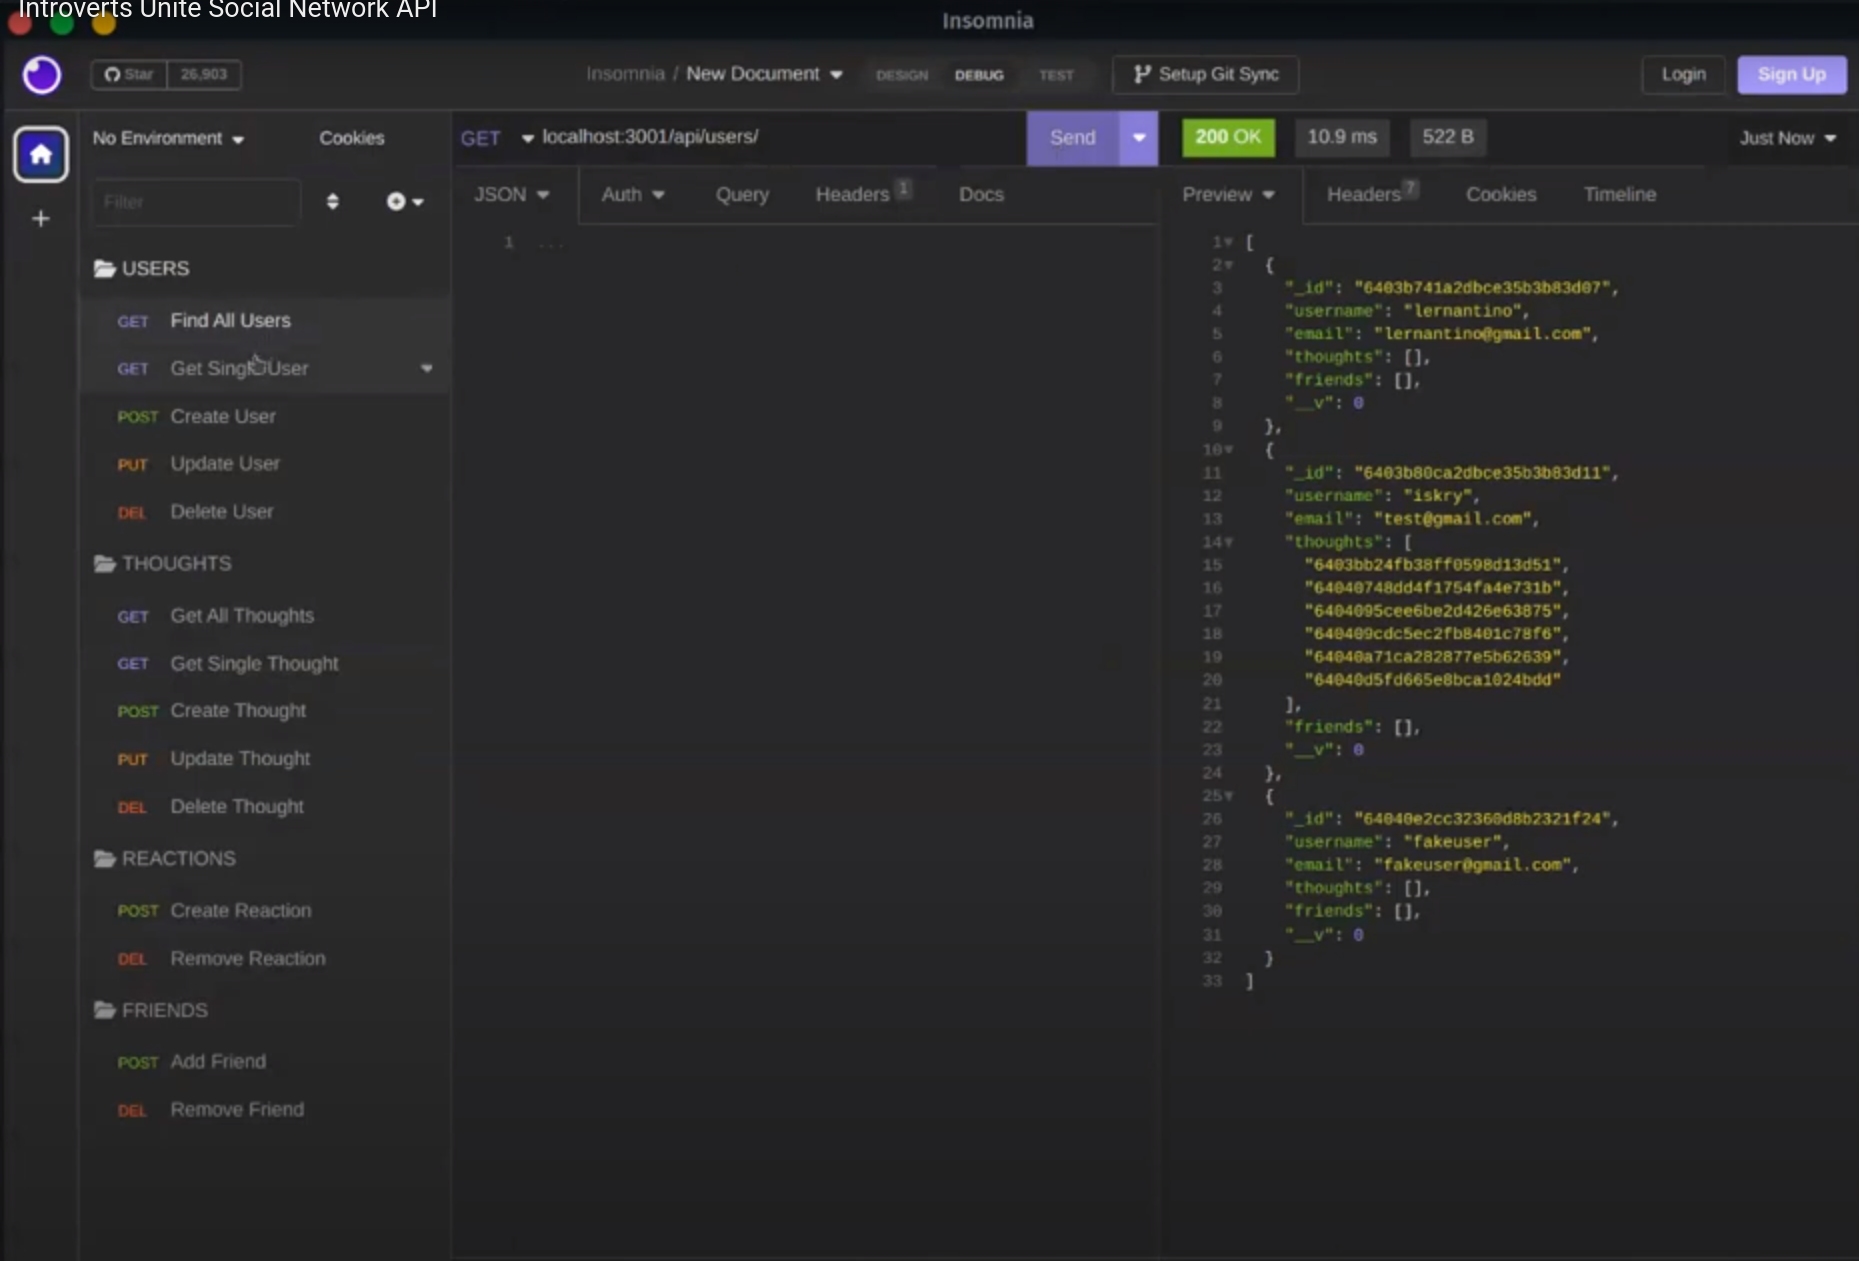 Introverts Unite Social Network API
Insomnia
Star 26,903
Insomnia / New Document
DESIGN DEBUG TEST
Setup Git Sync
Login
Sign Up
No Environment
Cookies
Filter
USERS
GET Find All Users
GET Get Single User
POST Create User
PUT Update User
DEL Delete User
THOUGHTS
GET Get All Thoughts
GET Get Single Thought
POST Create Thought
PUT Update Thought
DEL Delete Thought
REACTIONS
POST Create Reaction
DEL Remove Reaction
FRIENDS
POST Add Friend
DEL Remove Friend
GET localhost:3001/api/users/
Send
JSON Auth Query Headers 1 Docs
1 ...
200 OK 10.9 ms 522 B Just Now
Preview Headers 7 Cookies Timeline
1 [
2 {
3 "_id": "6403b741a2dbce35b3b83d07",
4 "username": "lernantino",
5 "email": "lernantino@gmail.com",
6 "thoughts": [],
7 "friends": [],
8 "__v": 0
9 },
10 {
11 "_id": "6403b80ca2dbce35b3b83d11",
12 "username": "iskry",
13 "email": "test@gmail.com",
14 "thoughts": [
15 "6403bb24fb38ff0598d13d51",
16 "64040748dd4f1754fa4e731b",
17 "6404095cee6be2d426e63875",
18 "640409cdc5ec2fb8401c78f6",
19 "64040a71ca282877e5b62639",
20 "64040d5fd665e8bca1024bdd"
21 ],
22 "friends": [],
23 "__v": 0
24 },
25 {
26 "_id": "64040e2cc32360d8b2321f24",
27 "username": "fakeuser",
28 "email": "fakeuser@gmail.com",
29 "thoughts": [],
30 "friends": [],
31 "__v": 0
32 }
33 ]